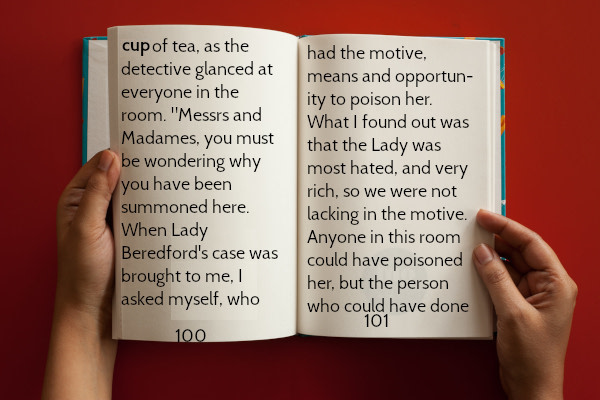 cup of tea, as the
detective glanced at
everyone in the
room. "Messrs and
Madames, you must
be wondering why
you have been
summoned here.
When Lady
Beredford's case was
brought to me, I
asked myself, who
100
had the motive,
means and opportun-
ity to poison her.
What I found out was
that the Lady was
most hated, and very
rich, so we were not
lacking in the motive.
Anyone in this room
could have poisoned
her, but the person
who could have done
101